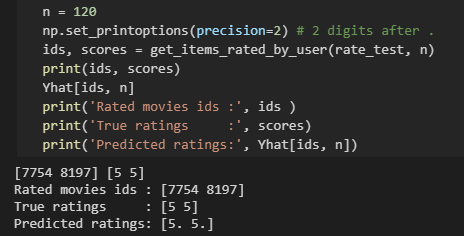 n = 120
np.set_printoptions(precision=2) # 2 digits after .
ids, scores = get_items_rated_by_user(rate_test, n)
print(ids, scores)
Yhat[ids, n]
print('Rated movies ids :', ids )
print('True ratings     :', scores)
print('Predicted ratings:', Yhat[ids, n])
[7754 8197] [5 5]
Rated movies ids : [7754 8197]
True ratings     : [5 5]
Predicted ratings: [5. 5.]